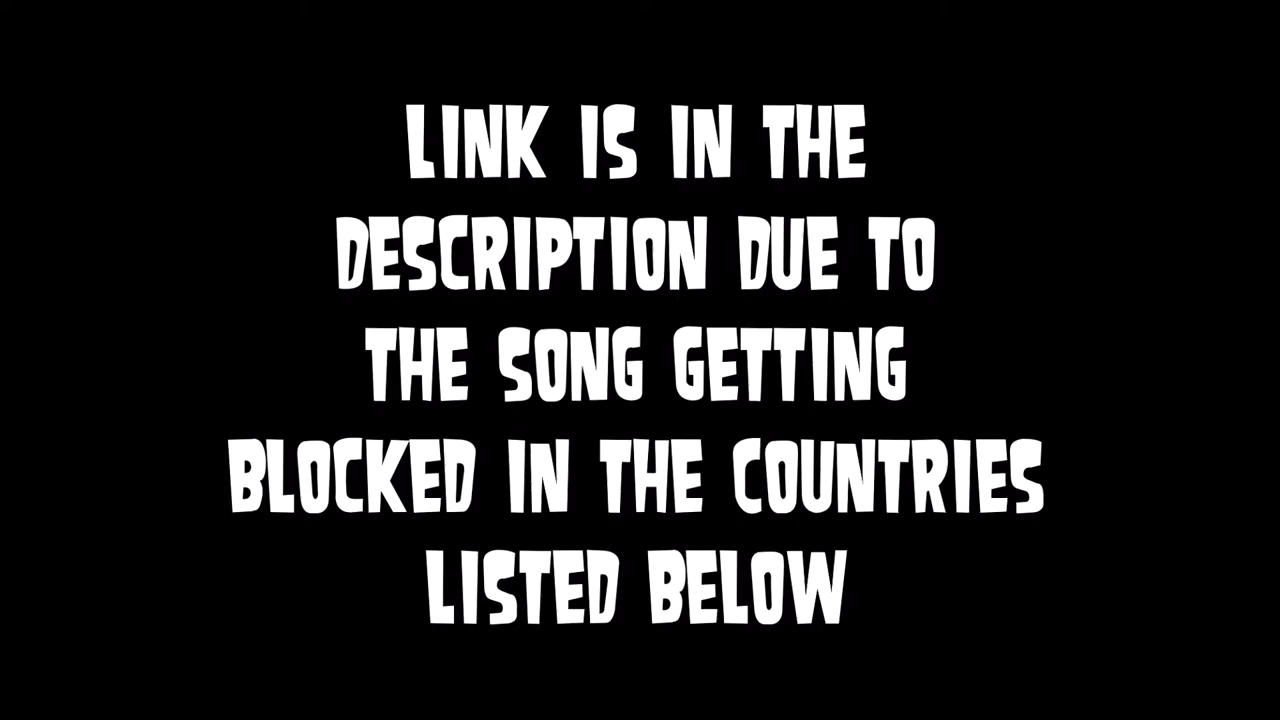 LINK IS IN THE
DESCRIPTION DUE TO
THE SONG GETTING
BLOCKED IN THE COUNTRIES
LISTED BELOW